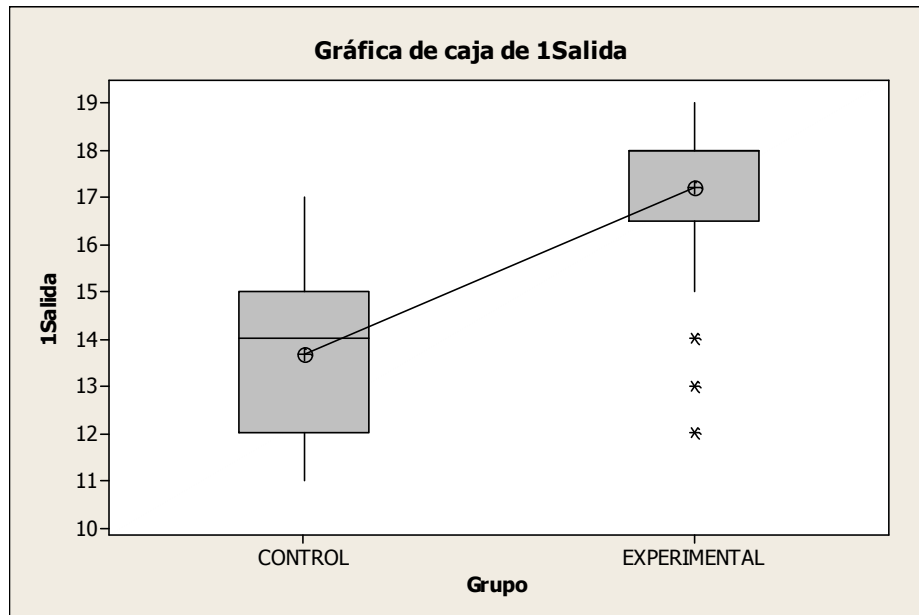 Gráfica de caja de 1Salida
19
18
17
16
15
14
13
12
11
10
1Salida
CONTROL EXPERIMENTAL
Grupo